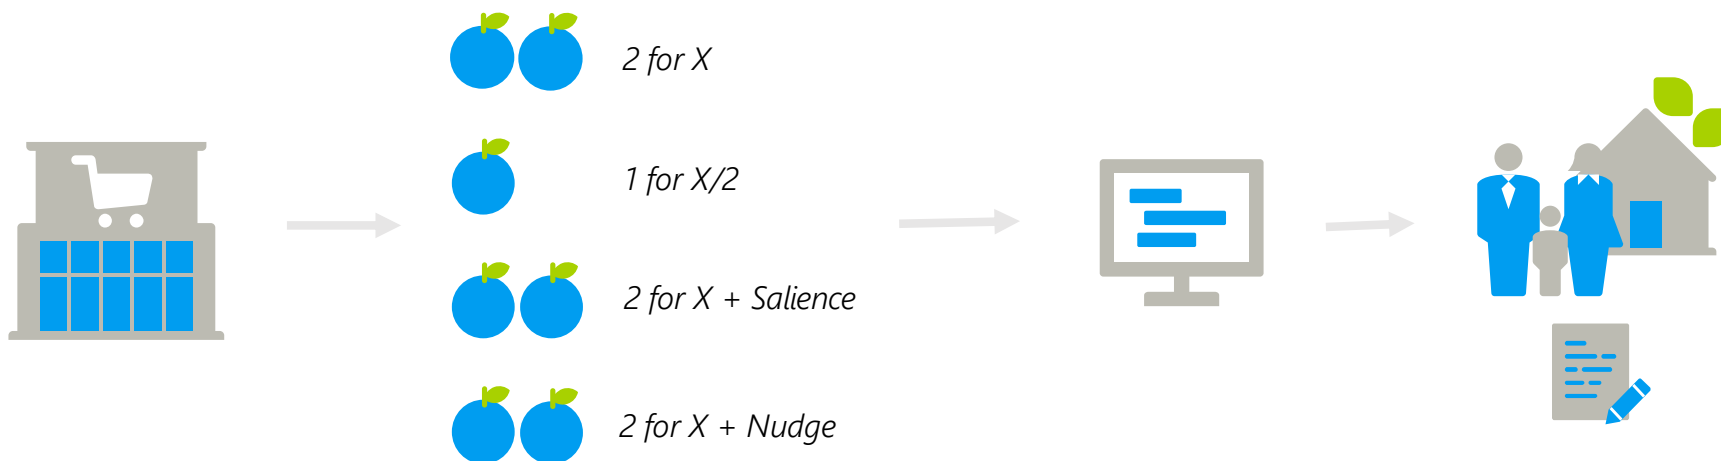 2 for X
1 for X/2
2 for X + Salience
2 for X + Nudge